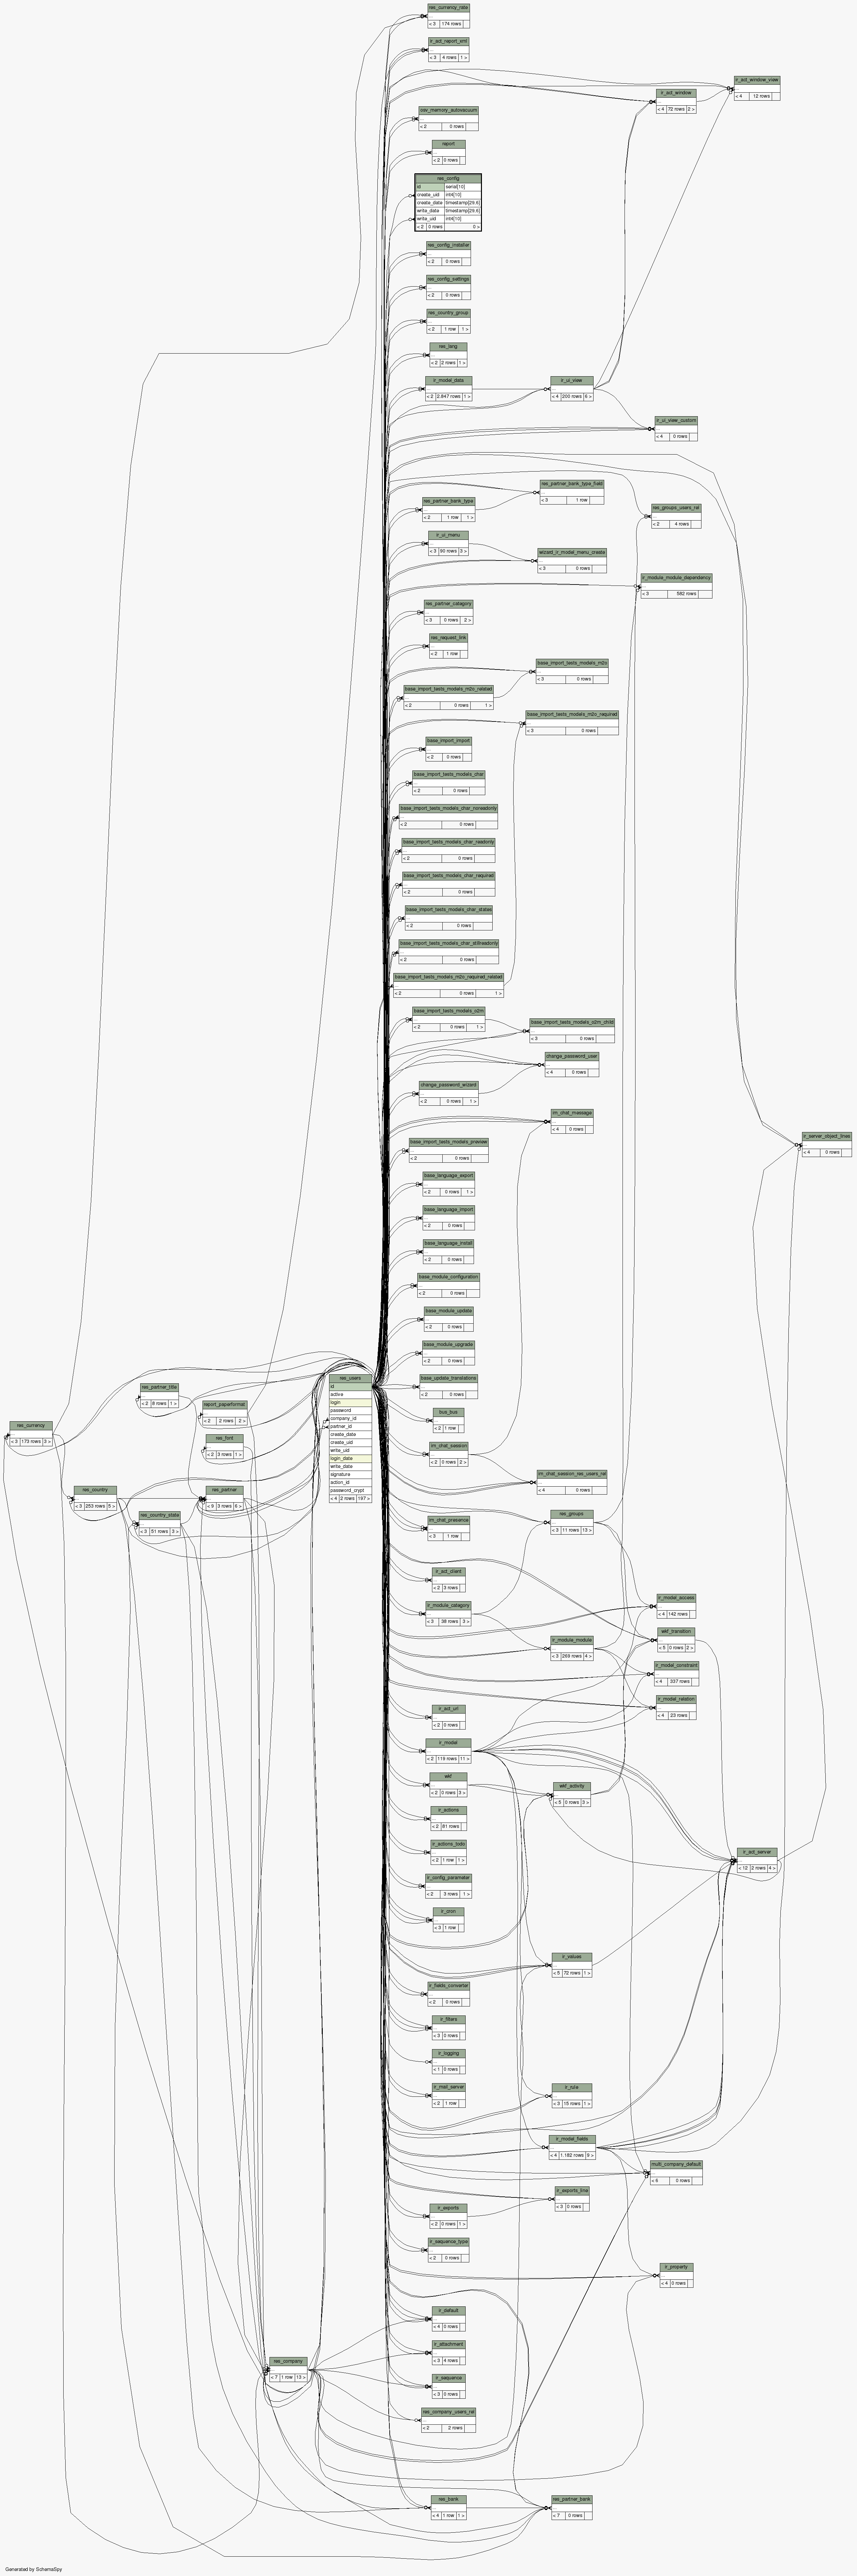 res_currency_rate
...
< 3 174 rows
ir_act_report_xml
...
< 3 4 rows 1 >
ir_act_window_view
...
< 4 12 rows
ir_act_window
...
< 4 72 rows 2 >
osv_memory_autovacuum
...
< 2 0 rows
report
...
< 2 0 rows
res_config
id serial[10]
create_uid int4[10]
create_date timestamp[29.6]
write_date timestamp[29.6]
write_uid int4[10]
< 2 0 rows 0 >
res_config_installer
...
< 2 0 rows
res_config_settings
...
< 2 0 rows
res_country_group
...
< 2 1 row 1 >
res_lang
...
< 2 2 rows 1 >
ir_model_data
...
< 2 2.847 rows 1 >
ir_ui_view
...
< 4 200 rows 6 >
ir_ui_view_custom
...
< 4 0 rows
res_partner_bank_type_field
...
< 3 1 row
res_partner_bank_type
...
< 2 1 row 1 >
res_groups_users_rel
...
< 2 4 rows
ir_ui_menu
...
< 3 90 rows 3 >
wizard_ir_model_menu_create
...
< 3 0 rows
ir_module_module_dependency
...
< 3 582 rows
res_partner_category
...
< 3 0 rows 2 >
res_request_link
...
< 2 1 row
base_import_tests_models_m2o
...
< 3 0 rows
base_import_tests_models_m2o_related
...
< 2 0 rows 1 >
base_import_tests_models_m2o_required
...
< 3 0 rows
base_import_import
...
< 2 0 rows
base_import_tests_models_char
...
< 2 0 rows
base_import_tests_models_char_noreadonly
...
< 2 0 rows
base_import_tests_models_char_readonly
...
< 2 0 rows
base_import_tests_models_char_required
...
< 2 0 rows
base_import_tests_models_char_states
...
< 2 0 rows
base_import_tests_models_char_stillreadonly
...
< 2 0 rows
base_import_tests_models_m2o_required_related
...
< 2 0 rows 1 >
base_import_tests_models_o2m
...
< 2 0 rows 1 >
base_import_tests_models_o2m_child
...
< 3 0 rows
change_password_user
...
< 4 0 rows
change_password_wizard
...
< 2 0 rows 1 >
im_chat_message
...
< 4 0 rows
ir_server_object_lines
...
< 4 0 rows
base_import_tests_models_preview
...
< 2 0 rows
base_language_export
...
< 2 0 rows 1 >
base_language_import
...
< 2 0 rows
base_language_install
...
< 2 0 rows
base_module_configuration
...
< 2 0 rows
base_module_update
...
< 2 0 rows
base_module_upgrade
...
< 2 0 rows
base_update_translations
...
< 2 0 rows
res_users
id
active
login
password
company_id
partner_id
create_date
create_uid
write_uid
login_date
write_date
signature
action_id
password_crypt
< 4 2 rows 197 >
res_partner_title
...
< 2 8 rows 1 >
report_paperformat
...
< 2 2 rows 2 >
res_currency
...
< 3 173 rows 3 >
res_font
...
< 2 3 rows 1 >
res_country
...
< 3 253 rows 5 >
res_partner
...
< 9 3 rows 6 >
res_country_state
...
< 3 51 rows 3 >
bus_bus
...
< 2 1 row
im_chat_session
...
< 2 0 rows 2 >
im_chat_session_res_users_rel
...
< 4 0 rows
im_chat_presence
...
< 3 1 row
res_groups
...
< 3 11 rows 13 >
ir_act_client
...
< 2 3 rows
ir_module_category
...
< 3 38 rows 3 >
ir_model_access
...
< 4 142 rows
wkf_transition
...
< 5 0 rows 2 >
ir_module_module
...
< 3 269 rows 4 >
ir_model_constraint
...
< 4 337 rows
ir_model_relation
...
< 4 23 rows
ir_act_url
...
< 2 0 rows
ir_model
...
< 2 119 rows 11 >
wkf
...
< 2 0 rows 3 >
wkf_activity
...
< 5 0 rows 3 >
ir_actions
...
< 2 81 rows
ir_actions_todo
...
< 2 1 row 1 >
ir_act_server
...
< 12 2 rows 4 >
ir_config_parameter
...
< 2 3 rows 1 >
ir_cron
...
< 3 1 row
ir_values
...
< 5 72 rows 1 >
ir_fields_converter
...
< 2 0 rows
ir_filters
...
< 3 0 rows
ir_logging
...
< 1 0 rows
ir_mail_server
...
< 2 1 row
ir_rule
...
< 3 15 rows 1 >
ir_model_fields
...
< 4 1.182 rows 9 >
multi_company_default
...
< 6 0 rows
ir_exports_line
...
< 3 0 rows
ir_exports
...
< 2 0 rows 1 >
ir_sequence_type
...
< 2 0 rows
ir_property
...
< 4 0 rows
ir_default
...
< 4 0 rows
ir_attachment
...
< 3 4 rows
res_company
...
< 7 1 row 13 >
ir_sequence
...
< 3 0 rows
res_company_users_rel
...
< 2 2 rows
res_bank
...
< 4 1 row 1 >
res_partner_bank
...
< 7 0 rows
Generated by SchemaSpy